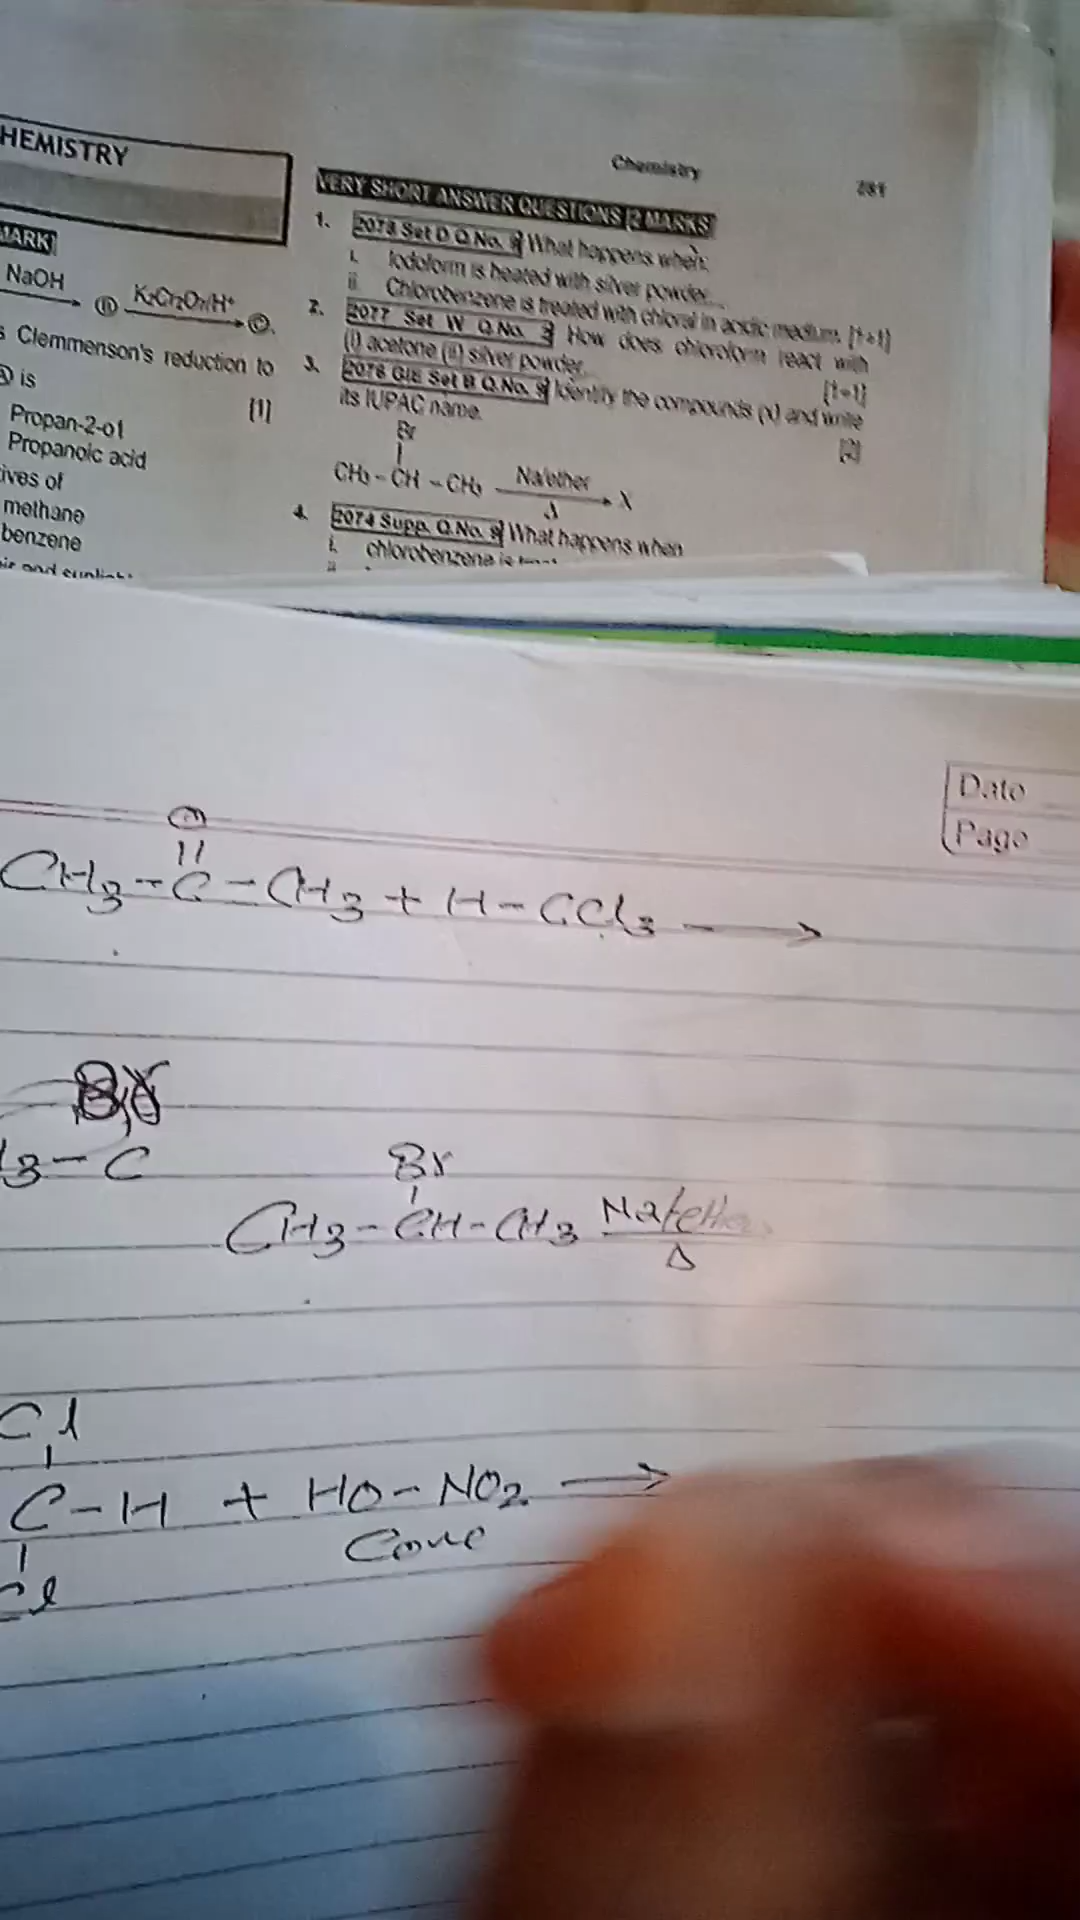 HEMISTRY
MARK]
NaOH
Ⓑ K₂Cr₂O₇/H⁺ Ⓒ.
s Clemmenson's reduction to
Ⓐ is
[1]
Propan-2-ol
Propanoic acid
ives of
methane
benzene
Chemistry 281
VERY SHORT ANSWER QUESTIONS [2 MARKS]
1. 2078 Set D Q.No. 9 What happens when:
i. Iodoform is heated with silver powder...
ii. Chlorobenzene is treated with chloral in acidic medium. [1+1]
2. 2077 Set W Q.No. How does chloroform react with
(i) acetone (ii) silver powder. [1+1]
3. 2076 GIE Set B Q.No. 9 Identify the compounds (x) and write
its IUPAC name. [2]
Br
CH₃ – CH – CH₃ Na/ether X
Δ
4. 2074 Supp. Q.No. 9 What happens when
i. chlorobenzene is
ii.
Date
Page
O
CH₃ – C – CH₃ + H – CCl₃ →
3 – C
Br
CH₃ – CH – CH₃ Na/ether
Δ
Cl
C – H + HO – NO₂ →
Conc
Cl